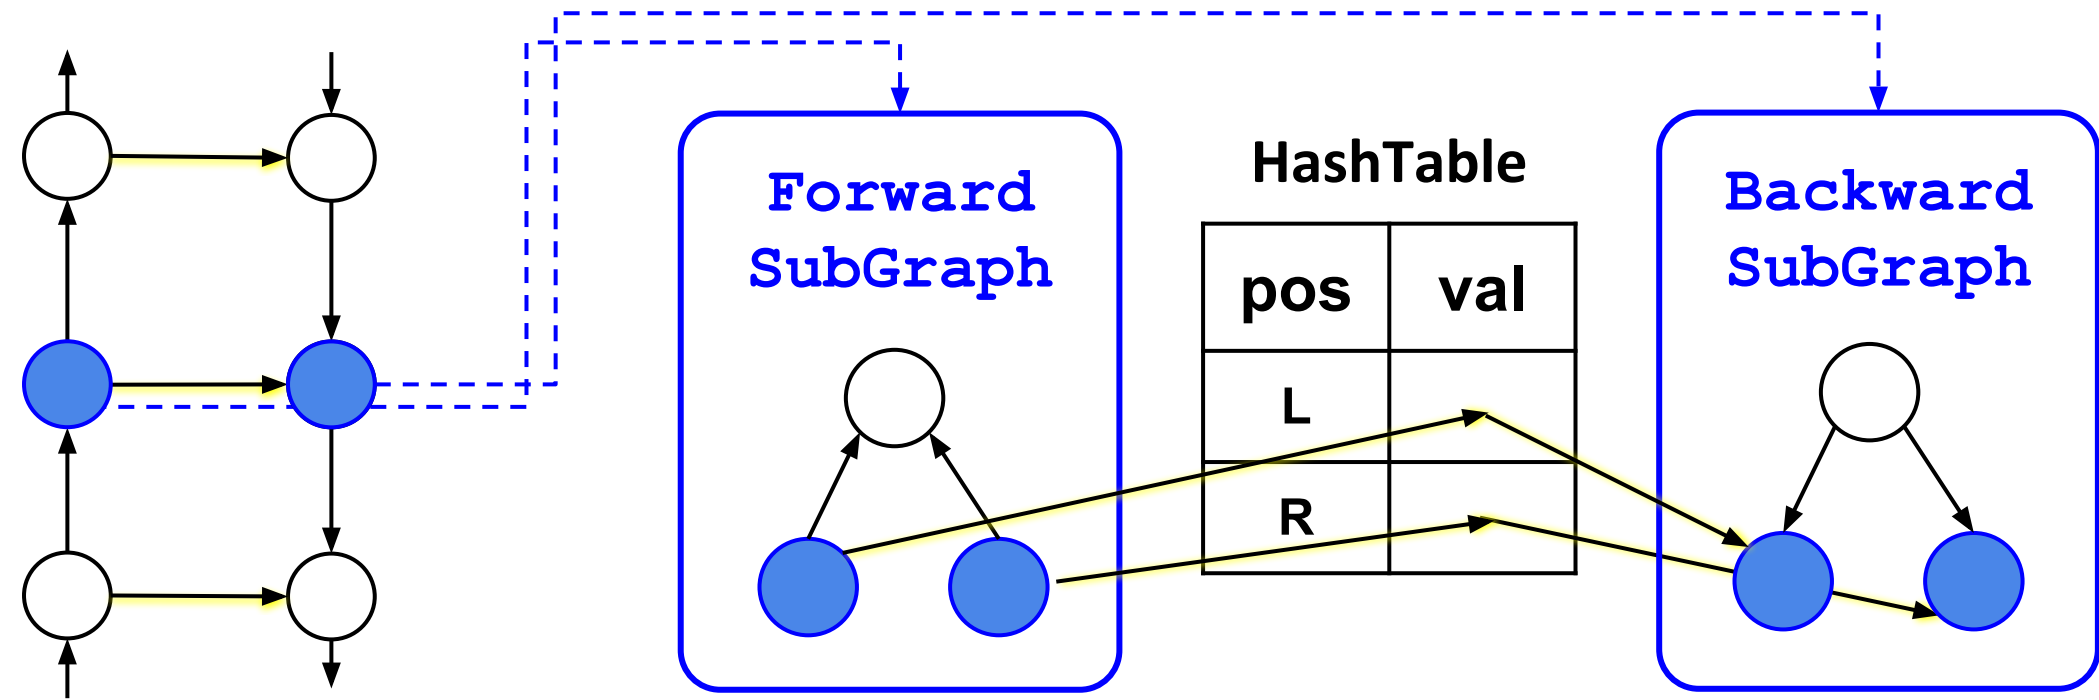 Forward
SubGraph
HashTable
pos val
L
R
Backward
SubGraph